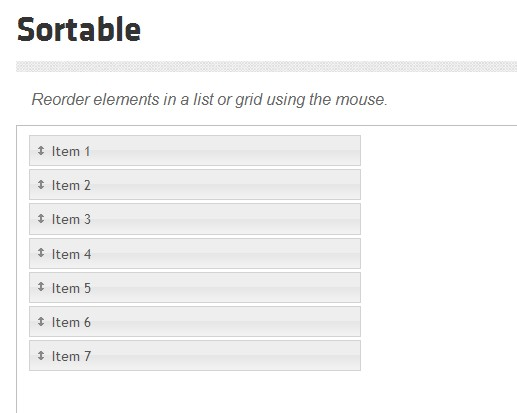 Sortable
Reorder elements in a list or grid using the mouse.
Item 1
Item 2
Item 3
Item 4
Item 5
Item 6
Item 7